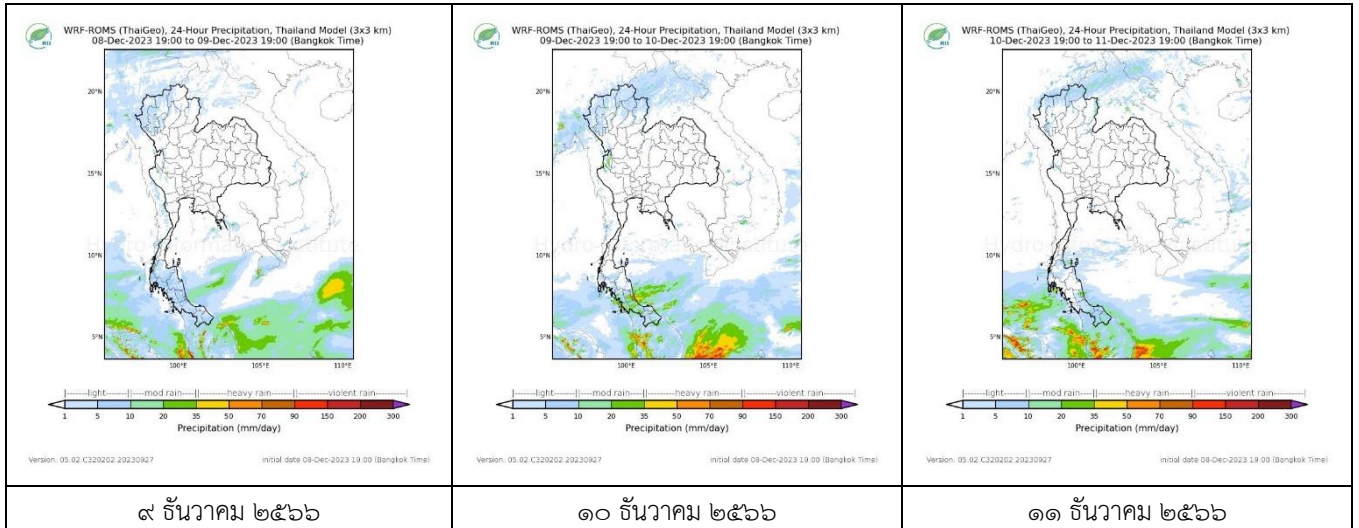 WRF-ROMS (ThaiGeo), 24-Hour Precipitation, Thailand Model (3x3 km)
08-Dec-2023 19:00 to 09-Dec-2023 19:00 (Bangkok Time)
20°N
15°N
10°N
5°N
100°E
105°E
110°E
light mod rain heavy rain violent rain
1 5 10 20 35 50 70 90 150 200 300
Precipitation (mm/day)
Version: 05.02.C320202.20230927 initial date 08-Dec-2023 19:00 (Bangkok Time)
๙ ธันวาคม ๒๕๖๖
WRF-ROMS (ThaiGeo), 24-Hour Precipitation, Thailand Model (3x3 km)
09-Dec-2023 19:00 to 10-Dec-2023 19:00 (Bangkok Time)
20°N
15°N
10°N
5°N
100°E
105°E
110°E
light mod rain heavy rain violent rain
1 5 10 20 35 50 70 90 150 200 300
Precipitation (mm/day)
Version: 05.02.C320202.20230927 initial date 08-Dec-2023 19:00 (Bangkok Time)
๑๐ ธันวาคม ๒๕๖๖
WRF-ROMS (ThaiGeo), 24-Hour Precipitation, Thailand Model (3x3 km)
10-Dec-2023 19:00 to 11-Dec-2023 19:00 (Bangkok Time)
20°N
15°N
10°N
5°N
100°E
105°E
110°E
light mod rain heavy rain violent rain
1 5 10 20 35 50 70 90 150 200 300
Precipitation (mm/day)
Version: 05.02.C320202.20230927 initial date 08-Dec-2023 19:00 (Bangkok Time)
๑๑ ธันวาคม ๒๕๖๖